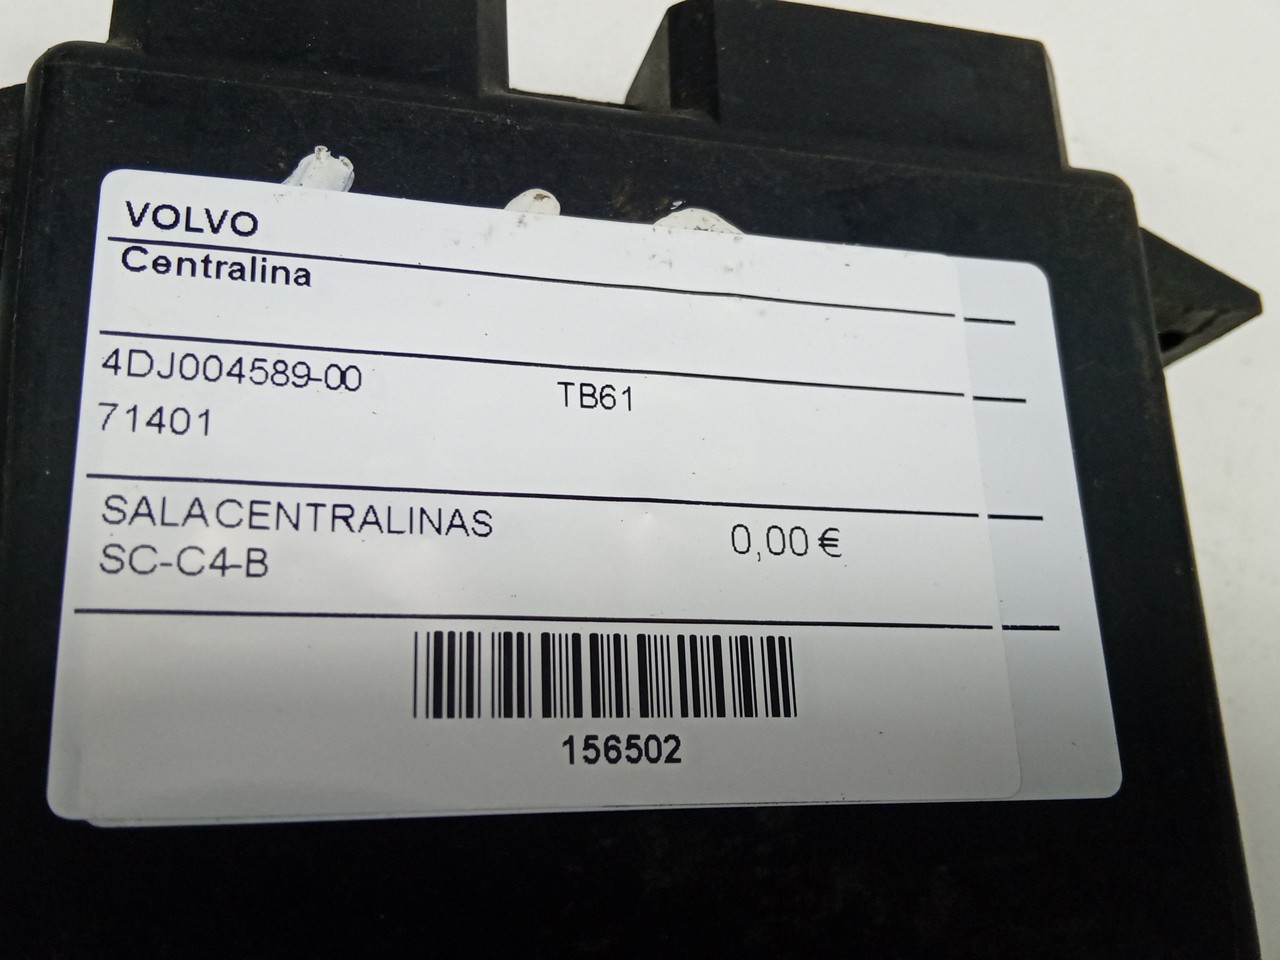 VOLVO
Centralina
4DJ004589-00
TB61
71401
SALACENTRALINAS
0,00 €
SC-C4-B
156502